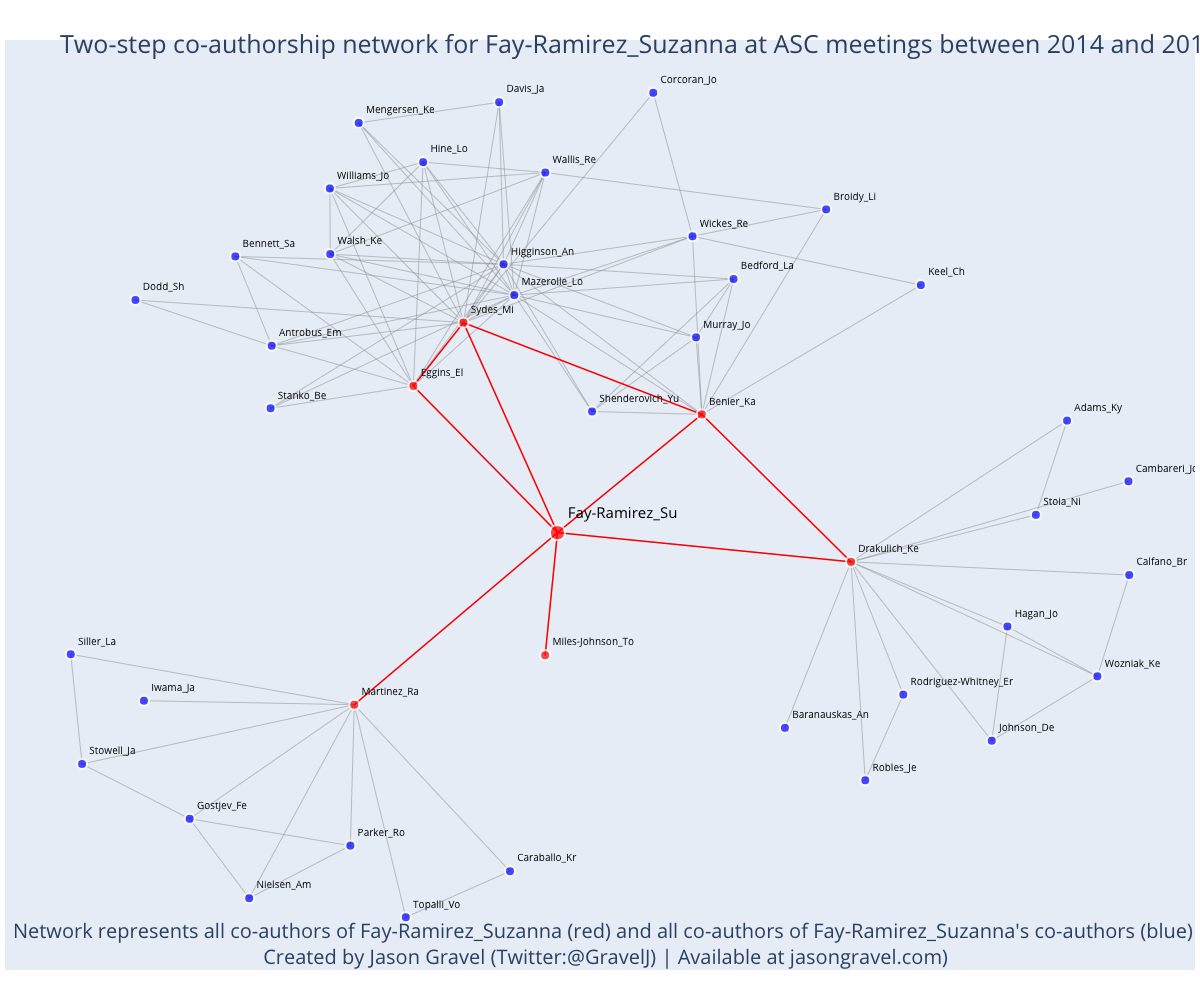 Two-step co-authorship network for Fay-Ramirez_Suzanna at ASC meetings between 2014 and 201
Corcoran_Jo
Davis_Ja
Mengersen_Ke
Hine_Lo
Wallis_Re
Williams_Jo
Broidy_Li
Wickes_Re
Walsh_Ke
Bennett_Sa
Higginson_An
Bedford_La
Keel_Ch
Mazerolle_Lo
Dodd_Sh
Sydes_Mi
Murray_Jo
Antrobus_Em
Eggins_El
Stanko_Be
Shenderovich_Yu
Benier_Ka
Adams_Ky
Cambareri_Jo
Stoia_Ni
Fay-Ramirez_Su
Drakulich_Ke
Calfano_Br
Hagan_Jo
Siller_La
Miles-Johnson_To
Wozniak_Ke
Iwama_Ja
Martinez_Ra
Rodriguez-Whitney_Er
Baranauskas_An
Johnson_De
Stowell_Ja
Robles_Je
Gostjev_Fe
Parker_Ro
Caraballo_Kr
Nielsen_Am
Topalli_Vo
Network represents all co-authors of Fay-Ramirez_Suzanna (red) and all co-authors of Fay-Ramirez_Suzanna's co-authors (blue)
Created by Jason Gravel (Twitter:@GravelJ) | Available at jasongravel.com)